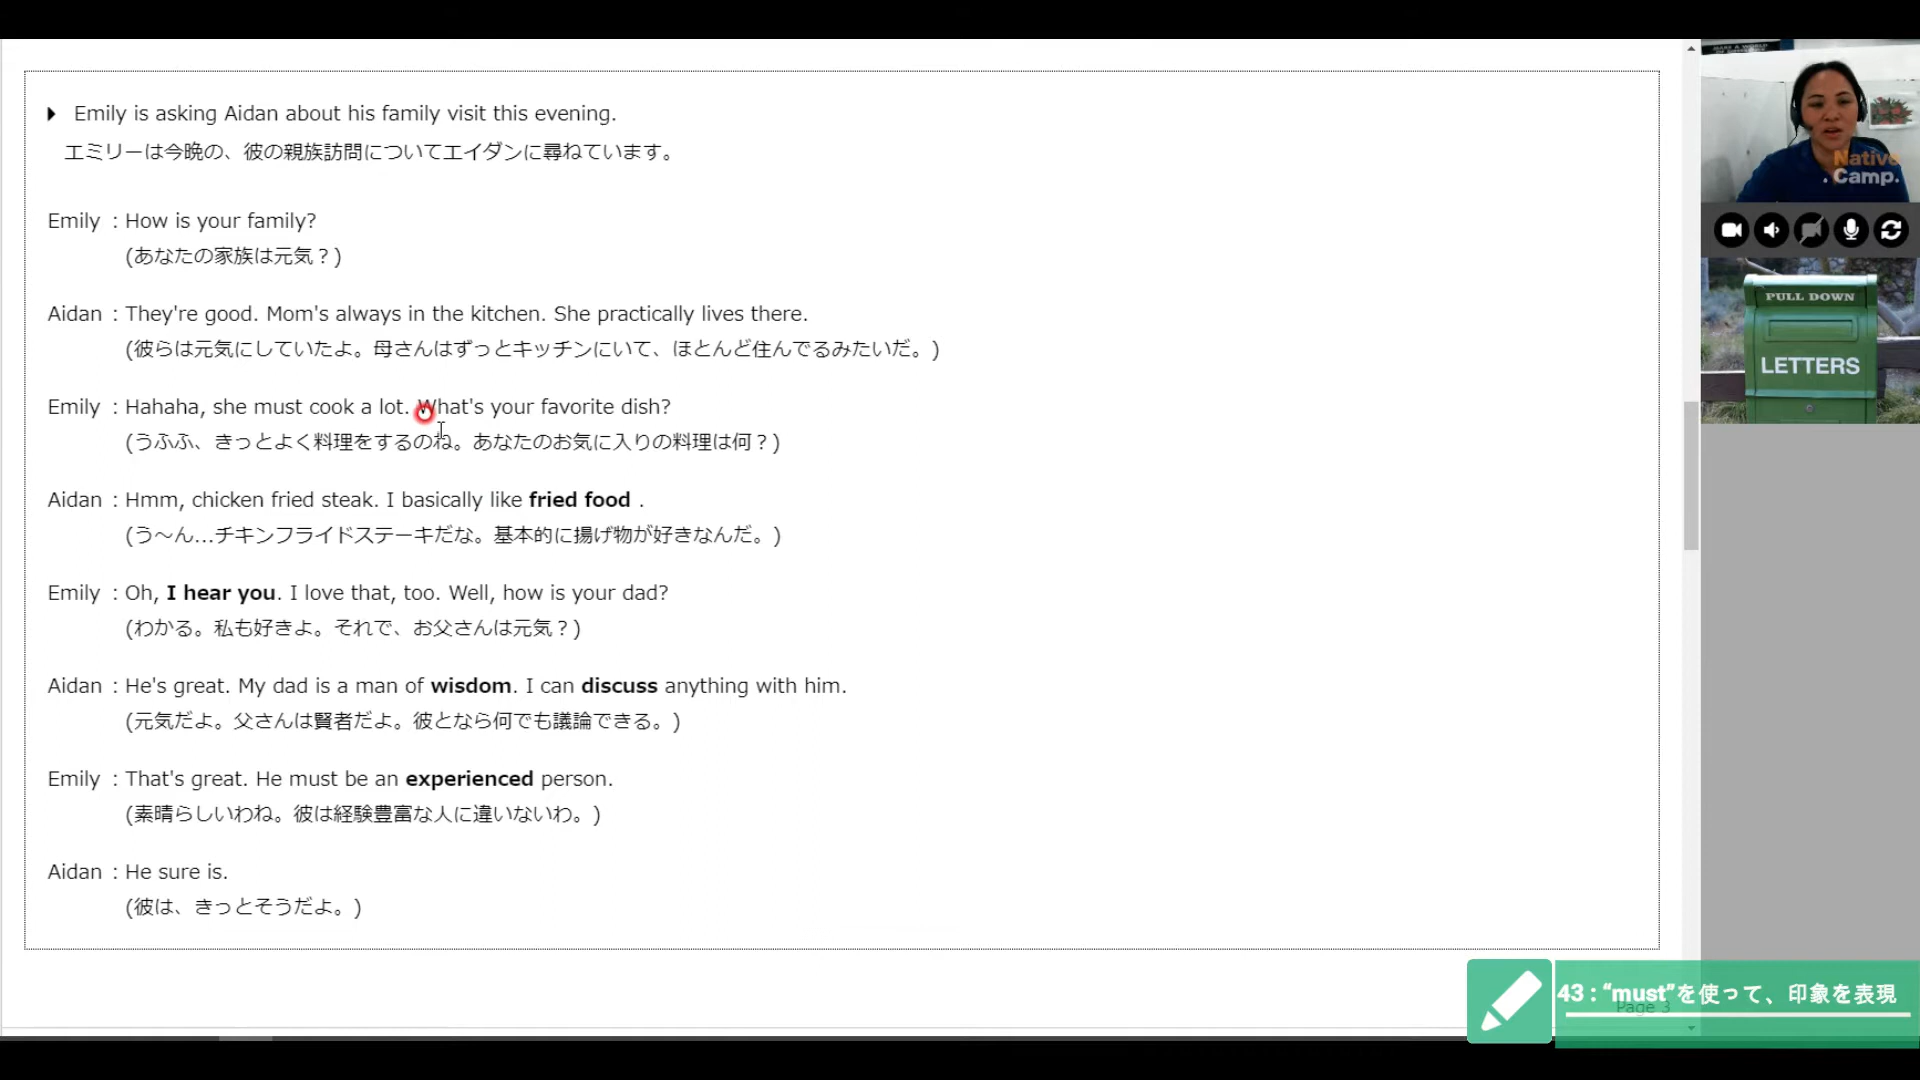 Emily is asking Aidan about his family visit this evening.
エミリーは今晩の、彼の親族訪問についてエイダンに尋ねています。
Emily : How is your family?
(あなたの家族は元気？)
Aidan : They're good. Mom's always in the kitchen. She practically lives there.
(彼らは元気にしていたよ。母さんはずっとキッチンにいて、ほとんど住んでるみたいだ。)
Emily : Hahaha, she must cook a lot. What's your favorite dish?
(うふふ、きっとよく料理をするのね。あなたのお気に入りの料理は何？)
Aidan : Hmm, chicken fried steak. I basically like fried food .
(う～ん...チキンフライドステーキだな。基本的に揚げ物が好きなんだ。)
Emily : Oh, I hear you. I love that, too. Well, how is your dad?
(わかる。私も好きよ。それで、お父さんは元気？)
Aidan : He's great. My dad is a man of wisdom. I can discuss anything with him.
(元気だよ。父さんは賢者だよ。彼となら何でも議論できる。)
Emily : That's great. He must be an experienced person.
(素晴らしいわね。彼は経験豊富な人に違いないわ。)
Aidan : He sure is.
(彼は、きっとそうだよ。)
Native
Camp.
PULL DOWN
LETTERS
43 : “must”を使って、印象を表現
Page 3